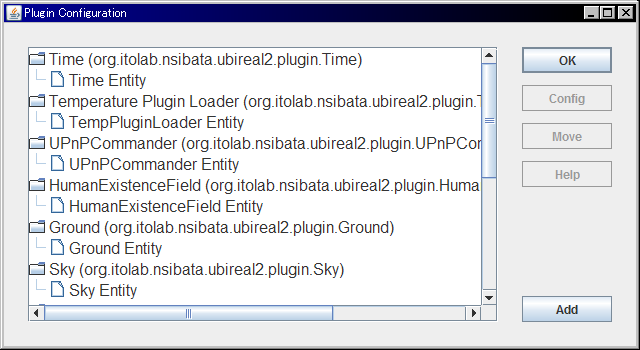 Plugin Configuration
Time (org.itolab.nsibata.ubireal2.plugin.Time)
Time Entity
Temperature Plugin Loader (org.itolab.nsibata.ubireal2.plugin.T
TempPluginLoader Entity
UPnPCommander (org.itolab.nsibata.ubireal2.plugin.UPnPCor
UPnPCommander Entity
HumanExistenceField (org.itolab.nsibata.ubireal2.plugin.Huma
HumanExistenceField Entity
Ground (org.itolab.nsibata.ubireal2.plugin.Ground)
Ground Entity
Sky (org.itolab.nsibata.ubireal2.plugin.Sky)
Sky Entity
OK
Config
Move
Help
Add